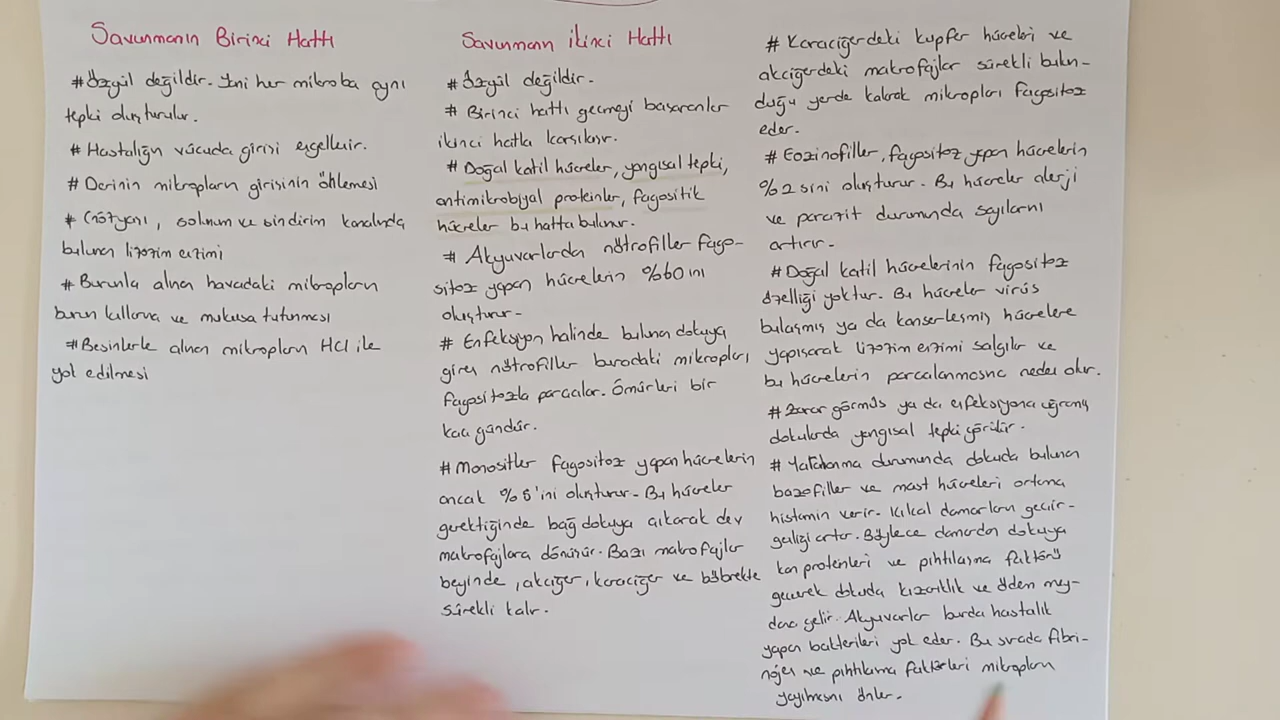 Savunmanın Birinci Hattı
# Özgül değildir. Yani her mikroba aynı
tepki oluşturulur.
# Hastalığın vücuda girişi engellenir.
# Derinin mikropların girişinin önlemesi
# Gözyaşı, solunum ve sindirim kanalında
bulunan lizozim enzimi
# Burunla alınan havadaki mikropların
burun kıllarına ve mukusa tutunması
# Besinlerle alınan mikropların HCl ile
yok edilmesi
Savunmanın İkinci Hattı
# Özgül değildir.
# Birinci hattı geçmeyi başaranlar
ikinci hatla karşılaşır.
# Doğal katil hücreler, yangısal tepki,
antimikrobiyal proteinler, fagositik
hücreler bu hatta bulunur.
# Akyuvarlarda nötrofiller fago-
sitoz yapan hücrelerin %60 ını
oluşturur.
# Enfeksiyon halinde bulunan dokuya
giren nötrofiller buradaki mikropları
fagositozla parçalar. Ömürleri bir
kaç gündür.
# Monositler fagositoz yapan hücrelerin
ancak %5'ini oluşturur. Bu hücreler
gerektiğinde bağ dokuya çıkarak dev
makrofajlara dönüşür. Bazı makrofajlar
beyinde, akciğer, karaciğer ve böbrekte
sürekli kalır.
# Karaciğerdeki kupfer hücreleri ve
akciğerdeki makrofajlar sürekli bulun-
duğu yerde kalarak mikropları fagositoz
eder.
# Eozinofiller, fagositoz yapan hücrelerin
%2 sini oluşturur. Bu hücreler alerji
ve parazit durumunda sayılarını
artırır.
# Doğal katil hücrelerinin fagositoz
özelliği yoktur. Bu hücreler virüs
bulaşmış ya da kanserleşmiş hücrelere
yapışarak lizozim enzimi salgılar ve
bu hücrelerin parçalanmasına neden olur.
# Zarar görmüş ya da enfeksiyona uğramış
dokularda yangısal tepki görülür.
# Yaralanma durumunda dokuda bulunan
bazofiller ve mast hücreleri ortama
histamin verir. Kılcal damarların geçir-
genliği artar. Böylece damardan dokuya
kan proteinleri ve pıhtılaşma faktörü
geçerek dokuda kızarıklık ve ödem mey-
dana gelir. Akyuvarlar burda hastalık
yapan bakterileri yok eder. Bu sırada fibri-
nojen ve pıhtılaşma faktörleri mikropların
yayılmasını önler.